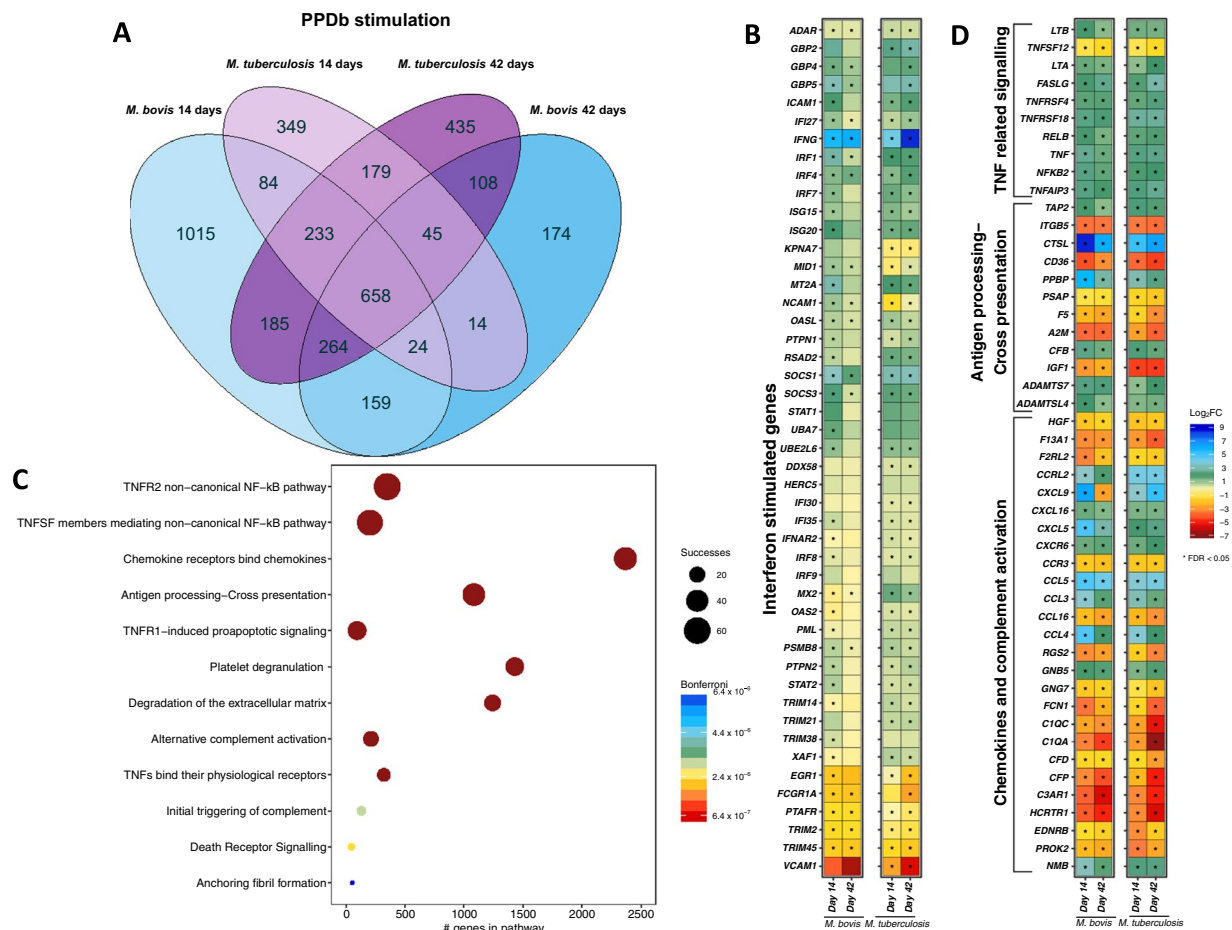 PPDb stimulation
A
M. tuberculosis 14 days
M. tuberculosis 42 days
M. bovis 14 days
M. bovis 42 days
349
435
84
179
108
1015
233
45
174
658
185
14
264
24
159
B
Interferon stimulated genes
ADAR
GBP2
GBP4
GBP5
ICAM1
IFI27
IFNG
IRF1
IRF4
IRF7
ISG15
ISG20
KPNA7
MID1
MT2A
NCAM1
OASL
PTPN1
RSAD2
SOCS1
SOCS3
STAT1
UBA7
UBE2L6
DDX58
HERC5
IFI30
IFI35
IFNAR2
IRF8
IRF9
MX2
OAS2
PML
PSMB8
PTPN2
STAT2
TRIM14
TRIM21
TRIM38
XAF1
EGR1
FCGR1A
PTAFR
TRIM2
TRIM45
VCAM1
Day 14
Day 42
Day 14
Day 42
M. bovis
M. tuberculosis
C
TNFR2 non−canonical NF−kB pathway
TNFSF members mediating non−canonical NF−kB pathway
Chemokine receptors bind chemokines
Antigen processing−Cross presentation
TNFR1−induced proapoptotic signaling
Platelet degranulation
Degradation of the extracellular matrix
Alternative complement activation
TNFs bind their physiological receptors
Initial triggering of complement
Death Receptor Signalling
Anchoring fibril formation
0
500
1000
1500
2000
2500
# genes in pathway
Successes
20
40
60
Bonferroni
4.4 x 10⁻⁶
2.4 x 10⁻⁶
6.4 x 10⁻⁷
D
TNF related signalling
LTB
TNFSF12
LTA
FASLG
TNFRSF4
TNFRSF18
RELB
TNF
NFKB2
TNFAIP3
Antigen processing–
Cross presentation
TAP2
ITGB5
CTSL
CD36
PPBP
PSAP
F5
A2M
CFB
IGF1
ADAMTS7
ADAMTSL4
Chemokines and complement activation
HGF
F13A1
F2RL2
CCRL2
CXCL9
CXCL16
CXCL5
CXCR6
CCR3
CCL5
CCL3
CCL16
CCL4
RGS2
GNB5
GNG7
FCN1
C1QC
C1QA
CFD
CFP
C3AR1
HCRTR1
EDNRB
PROK2
NMB
Day 14
Day 42
Day 14
Day 42
M. bovis
M. tuberculosis
Log₂FC
9
7
5
3
1
−1
−3
−5
−7
* FDR < 0.05